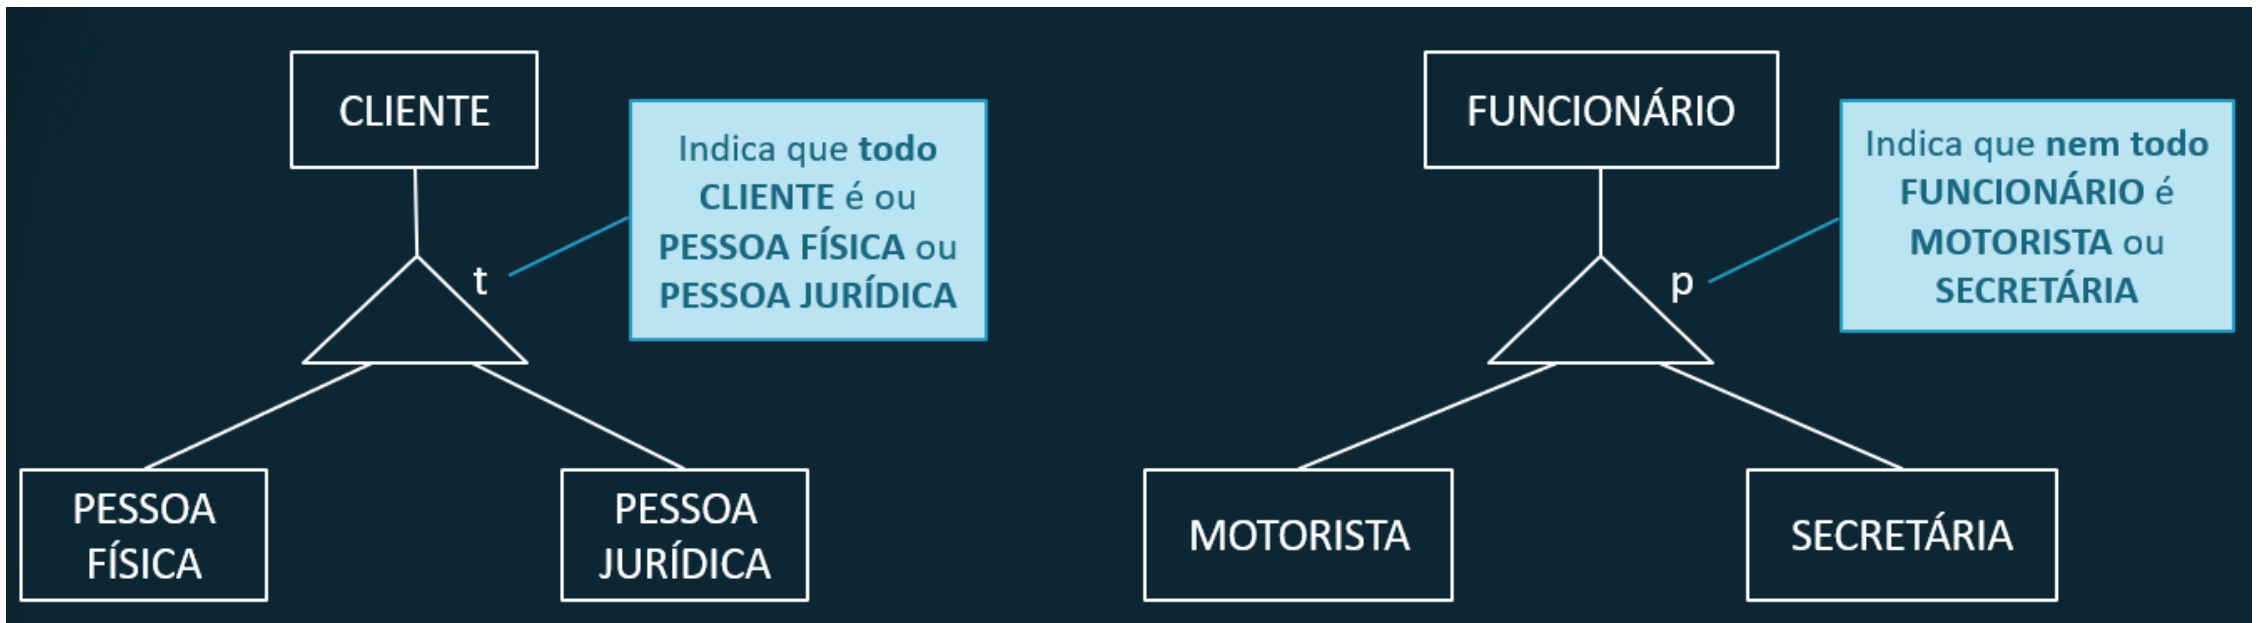 CLIENTE
Indica que todo
CLIENTE é ou
PESSOA FÍSICA ou
PESSOA JURÍDICA
t
PESSOA
FÍSICA
PESSOA
JURÍDICA
FUNCIONÁRIO
Indica que nem todo
FUNCIONÁRIO é
MOTORISTA ou
SECRETÁRIA
p
MOTORISTA
SECRETÁRIA